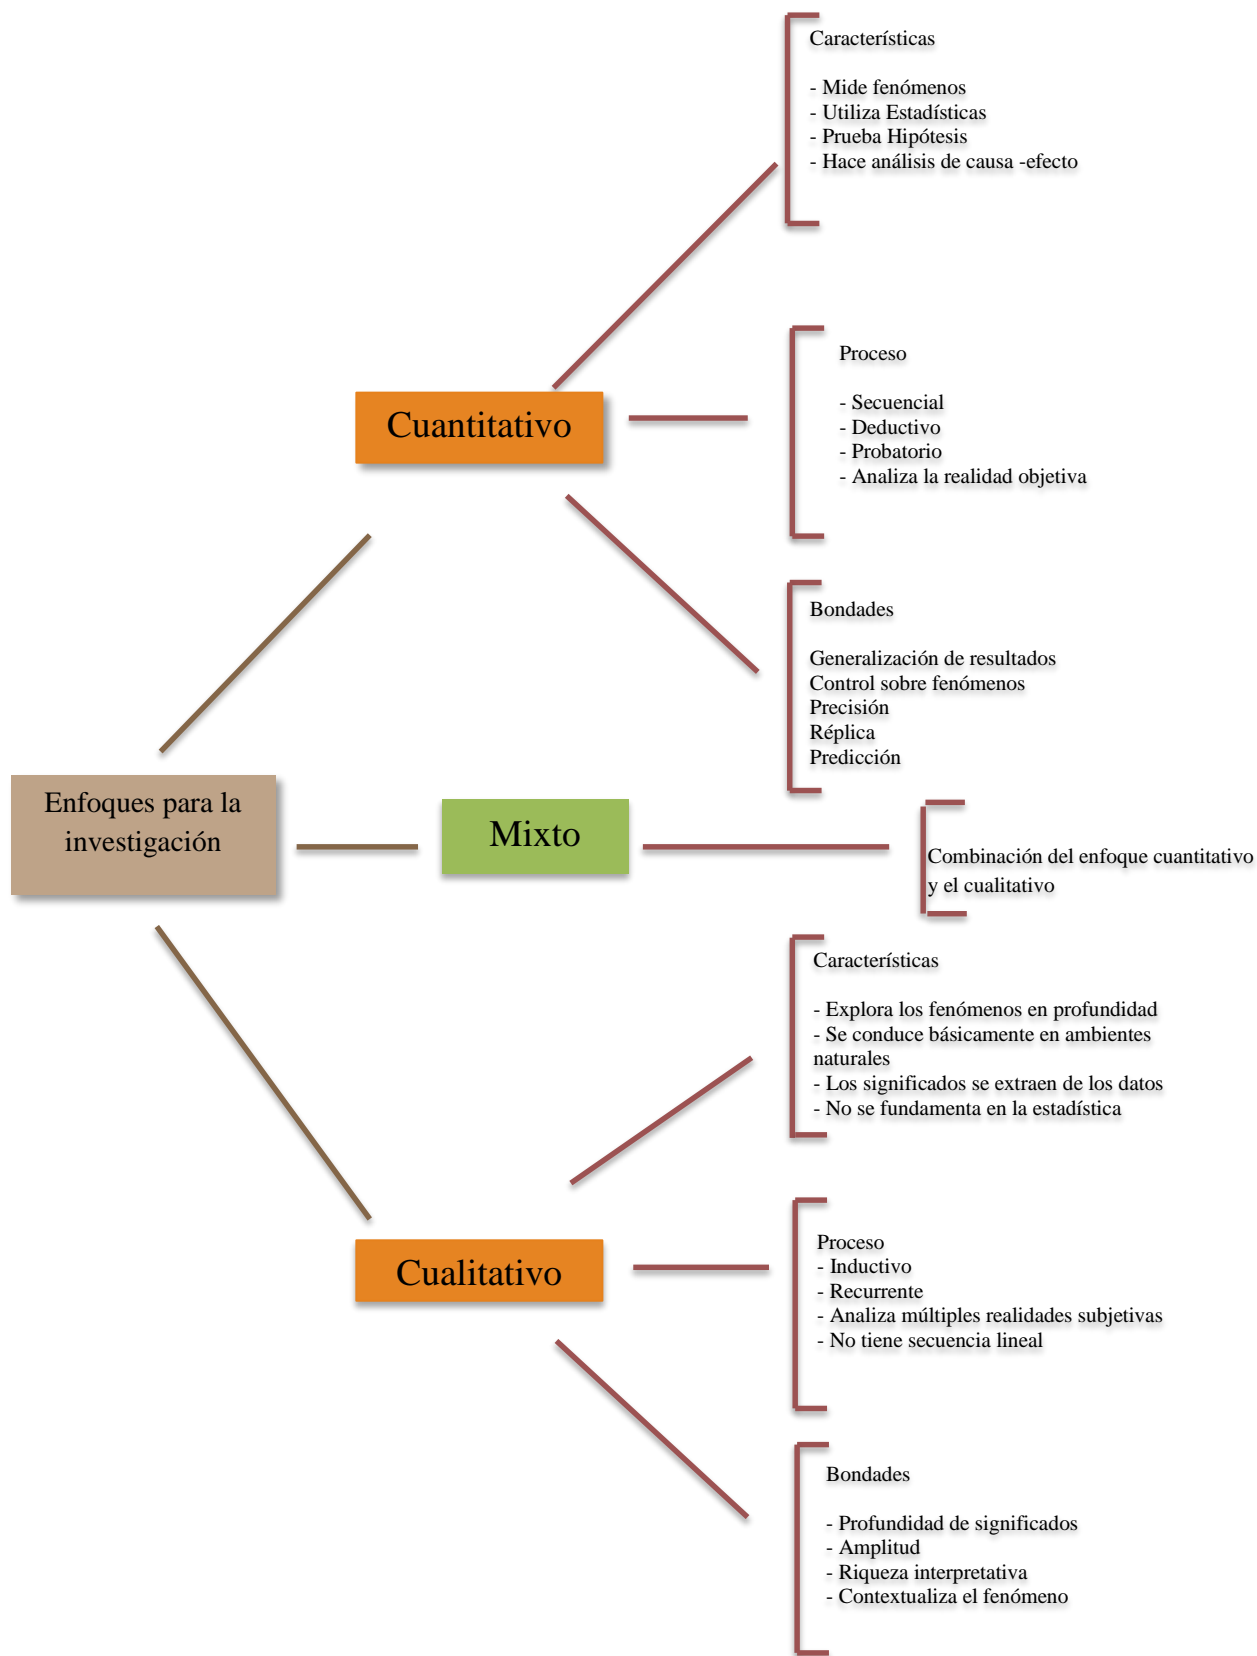 Características
- Mide fenómenos
- Utiliza Estadísticas
- Prueba Hipótesis
- Hace análisis de causa -efecto
Cuantitativo
Proceso
- Secuencial
- Deductivo
- Probatorio
- Analiza la realidad objetiva
Bondades
Generalización de resultados
Control sobre fenómenos
Precisión
Réplica
Predicción
Enfoques para la
investigación
Mixto
Combinación del enfoque cuantitativo
y el cualitativo
Características
- Explora los fenómenos en profundidad
- Se conduce básicamente en ambientes
naturales
- Los significados se extraen de los datos
- No se fundamenta en la estadística
Cualitativo
Proceso
- Inductivo
- Recurrente
- Analiza múltiples realidades subjetivas
- No tiene secuencia lineal
Bondades
- Profundidad de significados
- Amplitud
- Riqueza interpretativa
- Contextualiza el fenómeno